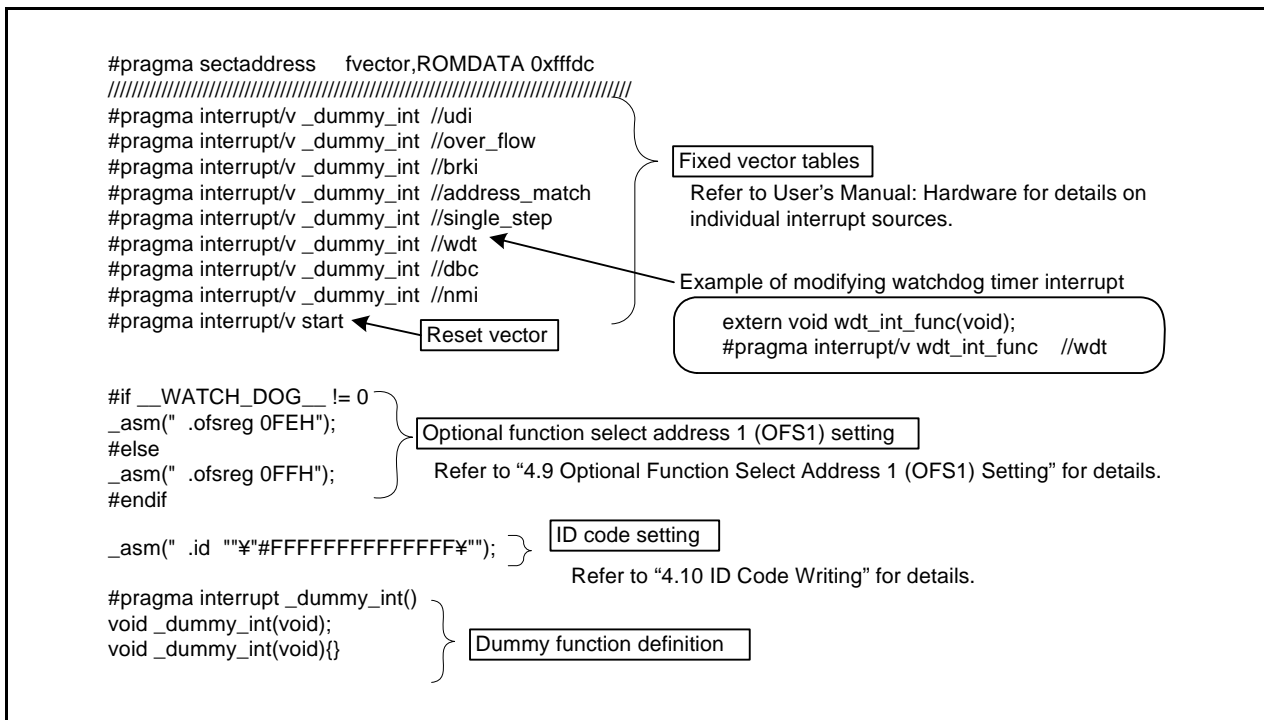 #pragma sectaddress fvector,ROMDATA 0xfffdc
///////////////////////////////////////////////////////////////////////////////////////
#pragma interrupt/v _dummy_int //udi
#pragma interrupt/v _dummy_int //over_flow
#pragma interrupt/v _dummy_int //brki
#pragma interrupt/v _dummy_int //address_match
#pragma interrupt/v _dummy_int //single_step
#pragma interrupt/v _dummy_int //wdt
#pragma interrupt/v _dummy_int //dbc
#pragma interrupt/v _dummy_int //nmi
#pragma interrupt/v start
Reset vector
Fixed vector tables
Refer to User's Manual: Hardware for details on
individual interrupt sources.
Example of modifying watchdog timer interrupt
extern void wdt_int_func(void);
#pragma interrupt/v wdt_int_func //wdt
#if __WATCH_DOG__ != 0
_asm(" .ofsreg 0FEH");
#else
_asm(" .ofsreg 0FFH");
#endif
Optional function select address 1 (OFS1) setting
Refer to “4.9 Optional Function Select Address 1 (OFS1) Setting” for details.
_asm(" .id ""¥"#FFFFFFFFFFFFFF¥"");
ID code setting
Refer to “4.10 ID Code Writing” for details.
#pragma interrupt _dummy_int()
void _dummy_int(void);
void _dummy_int(void){}
Dummy function definition